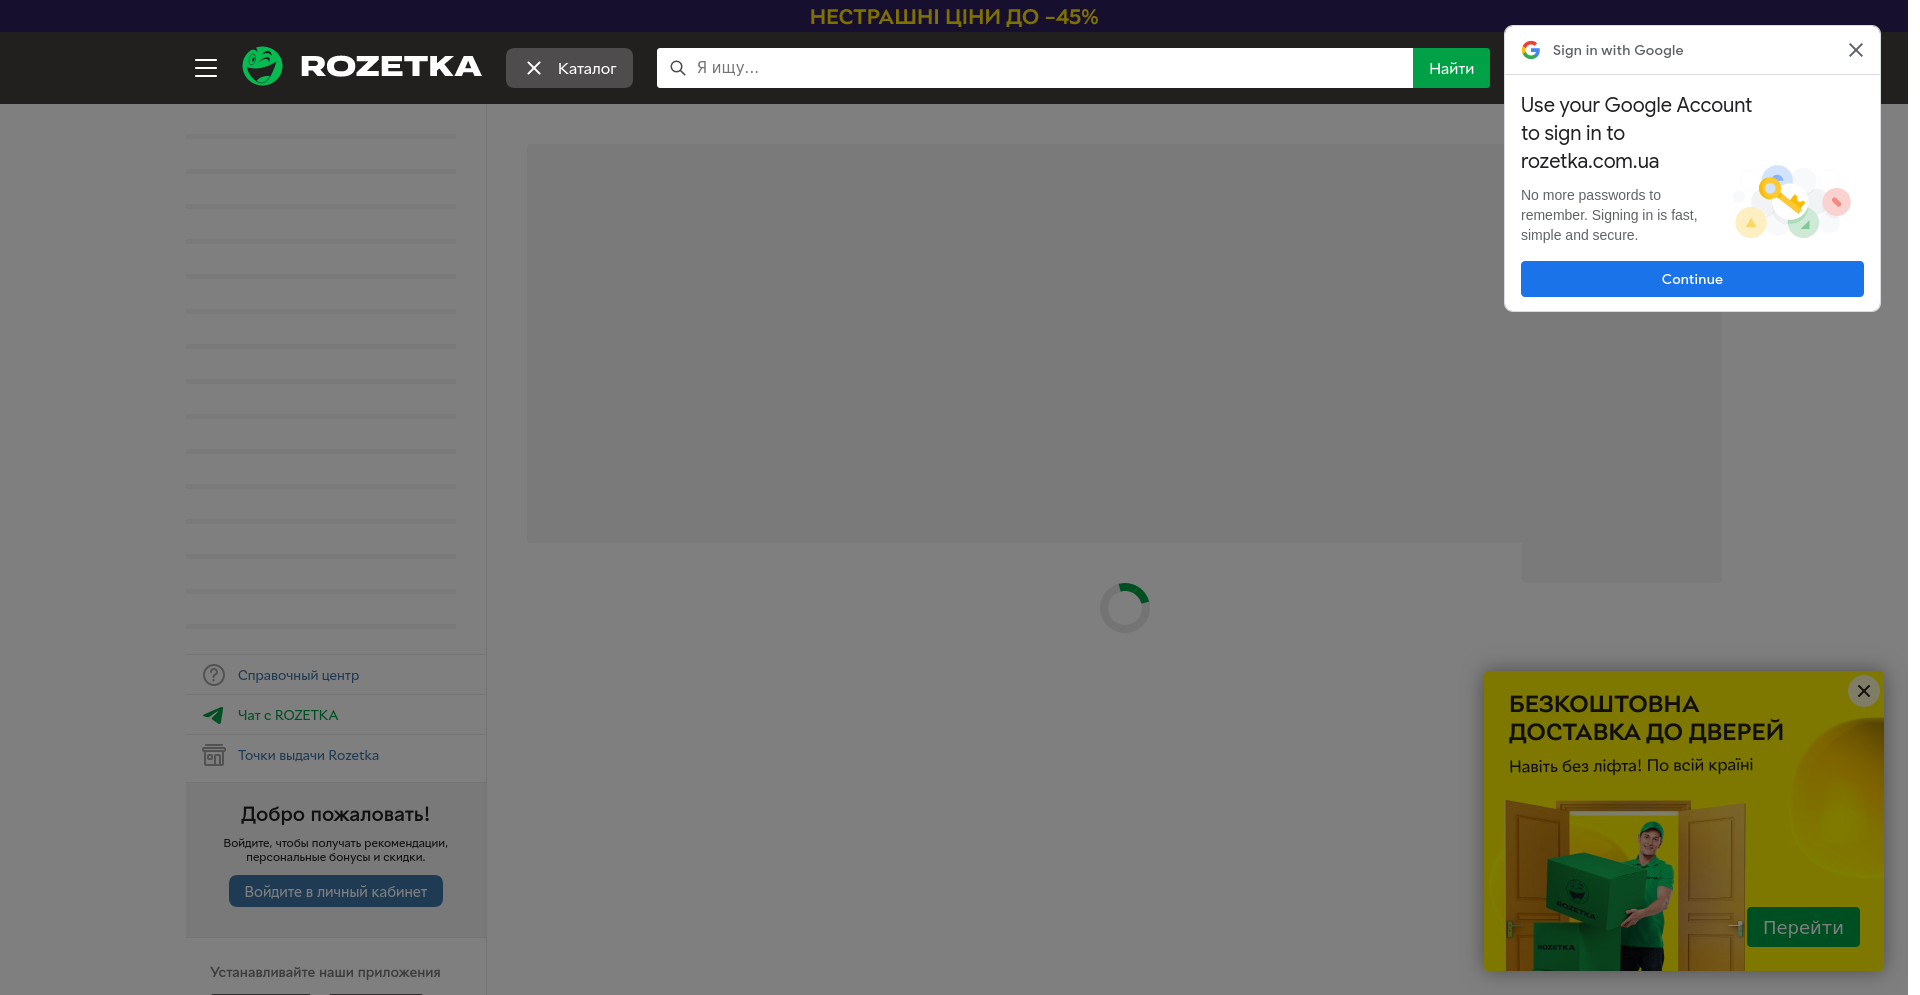 НЕСТРАШНІ ЦІНИ ДО −45%
ROZETKA
Каталог
Я ищу...
Найти
Sign in with Google
Use your Google Account
to sign in to
rozetka.com.ua
No more passwords to
remember. Signing in is fast,
simple and secure.
Continue
Справочный центр
Чат с ROZETKA
Точки выдачи Rozetka
Добро пожаловать!
Войдите, чтобы получать рекомендации,
персональные бонусы и скидки.
Войдите в личный кабинет
Устанавливайте наши приложения
БЕЗКОШТОВНА
ДОСТАВКА ДО ДВЕРЕЙ
Навіть без ліфта! По всій країні
ROZETKA
ROZETKA
Перейти